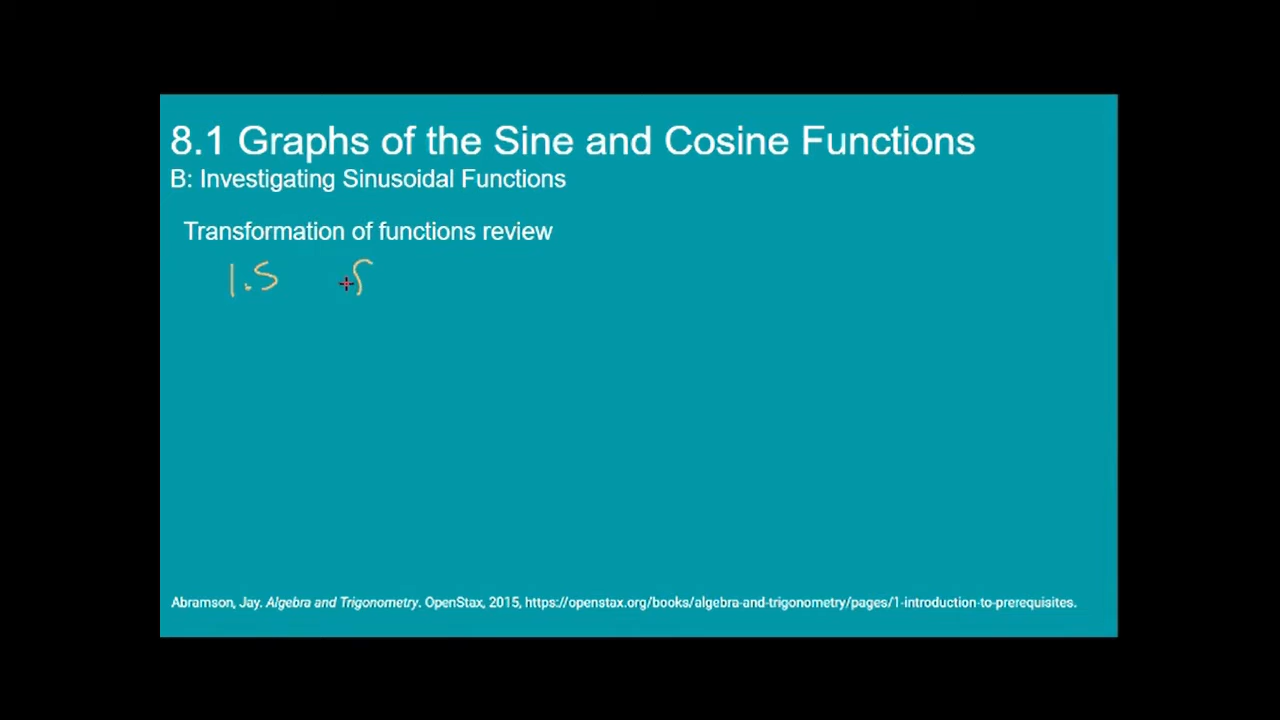 8.1 Graphs of the Sine and Cosine Functions
B: Investigating Sinusoidal Functions
Transformation of functions review
1.5
Abramson, Jay. Algebra and Trigonometry. OpenStax, 2015, https://openstax.org/books/algebra-and-trigonometry/pages/1-introduction-to-prerequisites.